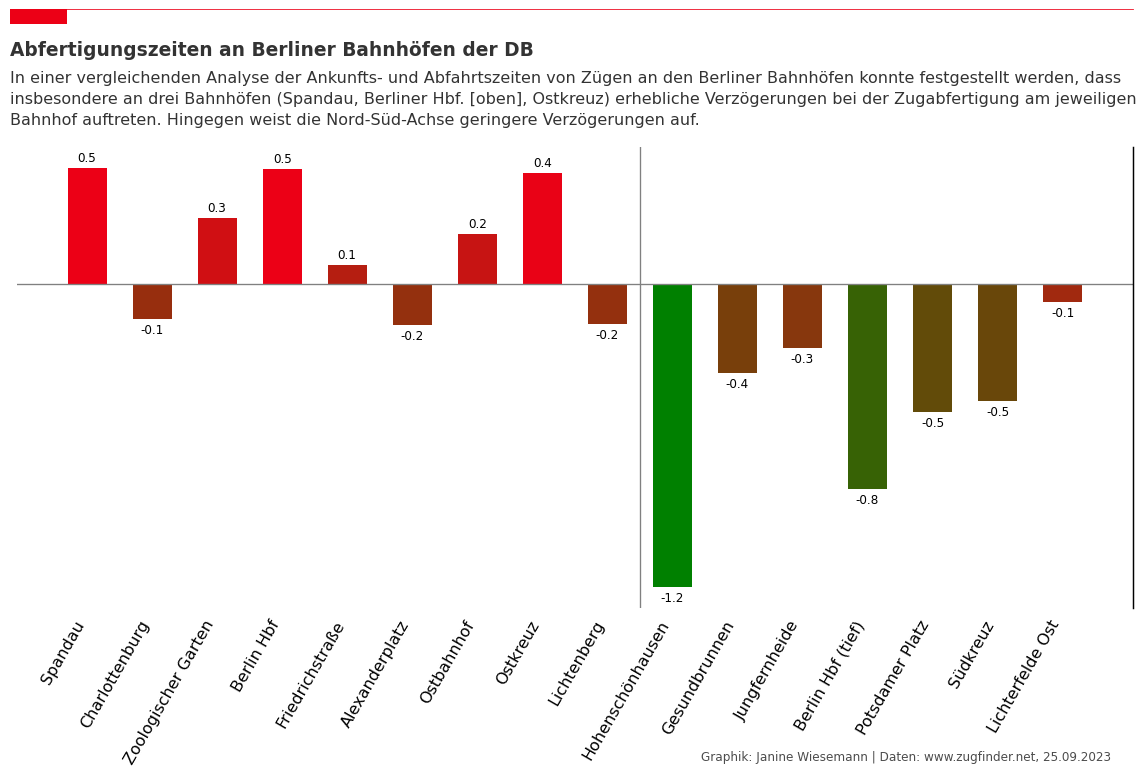 Abfertigungszeiten an Berliner Bahnhöfen der DB
In einer vergleichenden Analyse der Ankunfts- und Abfahrtszeiten von Zügen an den Berliner Bahnhöfen konnte festgestellt werden, dass
insbesondere an drei Bahnhöfen (Spandau, Berliner Hbf. [oben], Ostkreuz) erhebliche Verzögerungen bei der Zugabfertigung am jeweiligen
Bahnhof auftreten. Hingegen weist die Nord-Süd-Achse geringere Verzögerungen auf.
0.5
-0.1
0.3
0.5
0.1
-0.2
0.2
0.4
-0.2
-1.2
-0.4
-0.3
-0.8
-0.5
-0.5
-0.1
Spandau
Charlottenburg
Zoologischer Garten
Berlin Hbf
Friedrichstraße
Alexanderplatz
Ostbahnhof
Ostkreuz
Lichtenberg
Hohenschönhausen
Gesundbrunnen
Jungfernheide
Berlin Hbf (tief)
Potsdamer Platz
Südkreuz
Lichterfelde Ost
Graphik: Janine Wiesemann | Daten: www.zugfinder.net, 25.09.2023